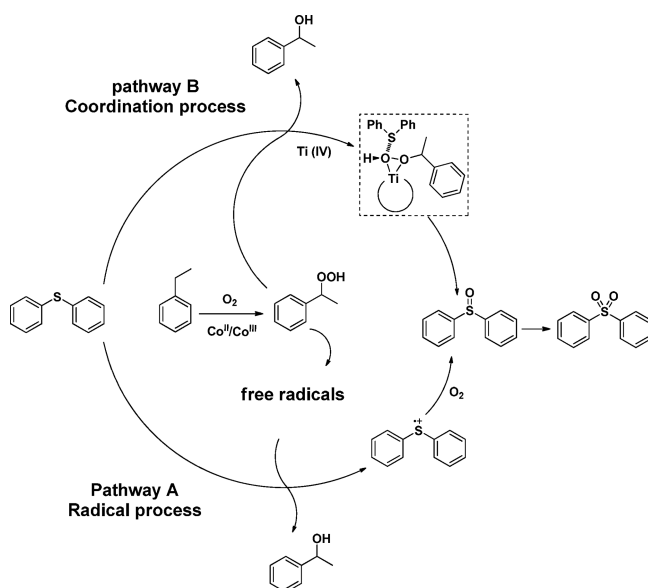 OH
pathway B
Coordination process
Ph Ph
S
Ti (IV)
H O O
Ti
S
OOH
O₂
Coᴵᴵ/Coᴵᴵᴵ
O
S
O O
S
free radicals
O₂
•+
S
Pathway A
Radical process
OH